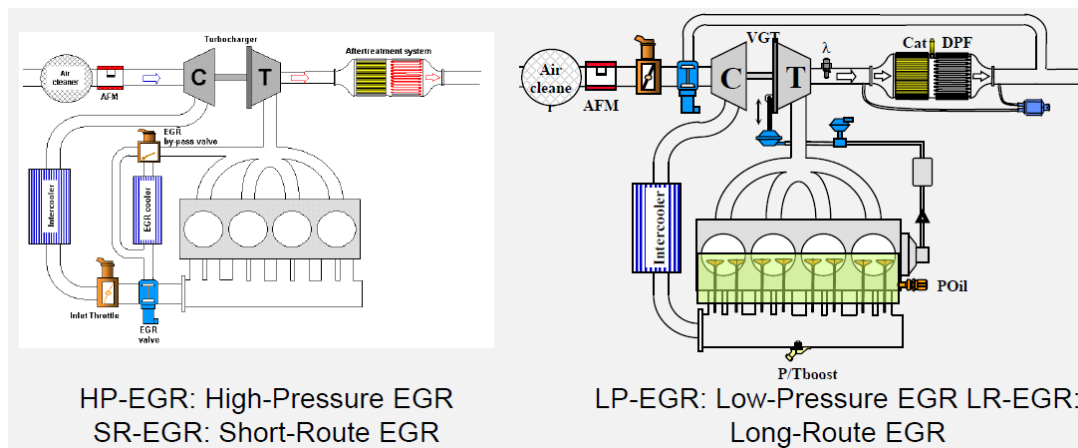 Turbocharger
Aftertreatment system
Air
cleaner
AFM
C
T
EGR
by-pass valve
Intercooler
EGR cooler
Inlet Throttle
EGR
valve
HP-EGR: High-Pressure EGR
SR-EGR: Short-Route EGR
VGT
λ
Cat
DPF
Air
cleane
r
AFM
C
T
Intercooler
POil
P/Tboost
LP-EGR: Low-Pressure EGR LR-EGR:
Long-Route EGR